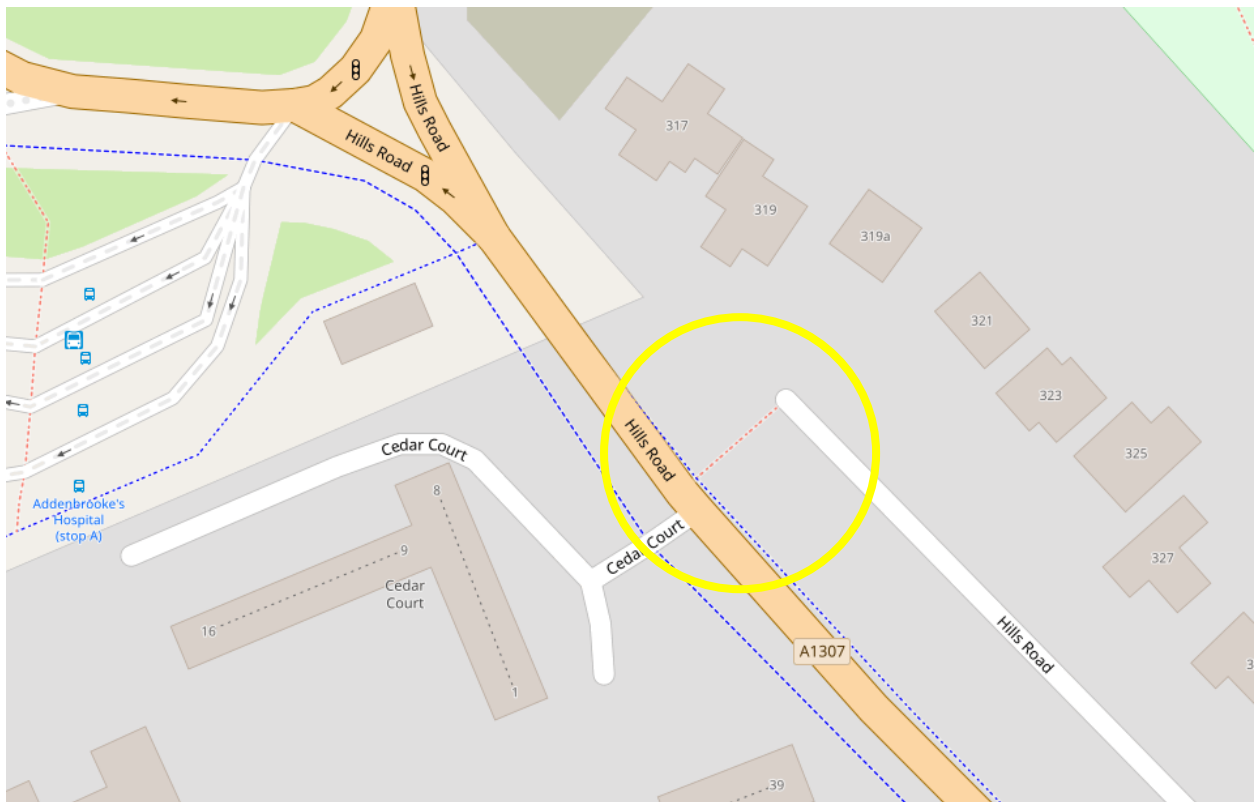 Hills Road
Hills Road
317
319
319a
321
323
325
327
Hills Road
Cedar Court
Cedar Court
8
9
16
1
Cedar
Court
Addenbrooke's
Hospital
(stop A)
A1307
Hills Road
39
3